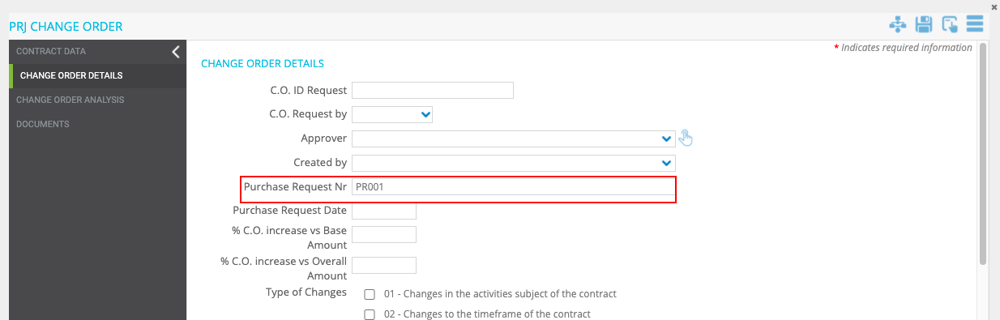 PRJ CHANGE ORDER
* Indicates required information
CONTRACT DATA
CHANGE ORDER DETAILS
CHANGE ORDER ANALYSIS
DOCUMENTS
CHANGE ORDER DETAILS
C.O. ID Request
C.O. Request by
Approver
Created by
Purchase Request Nr PR001
Purchase Request Date
% C.O. increase vs Base
Amount
% C.O. increase vs Overall
Amount
Type of Changes 01 - Changes in the activities subject of the contract
02 - Changes to the timeframe of the contract